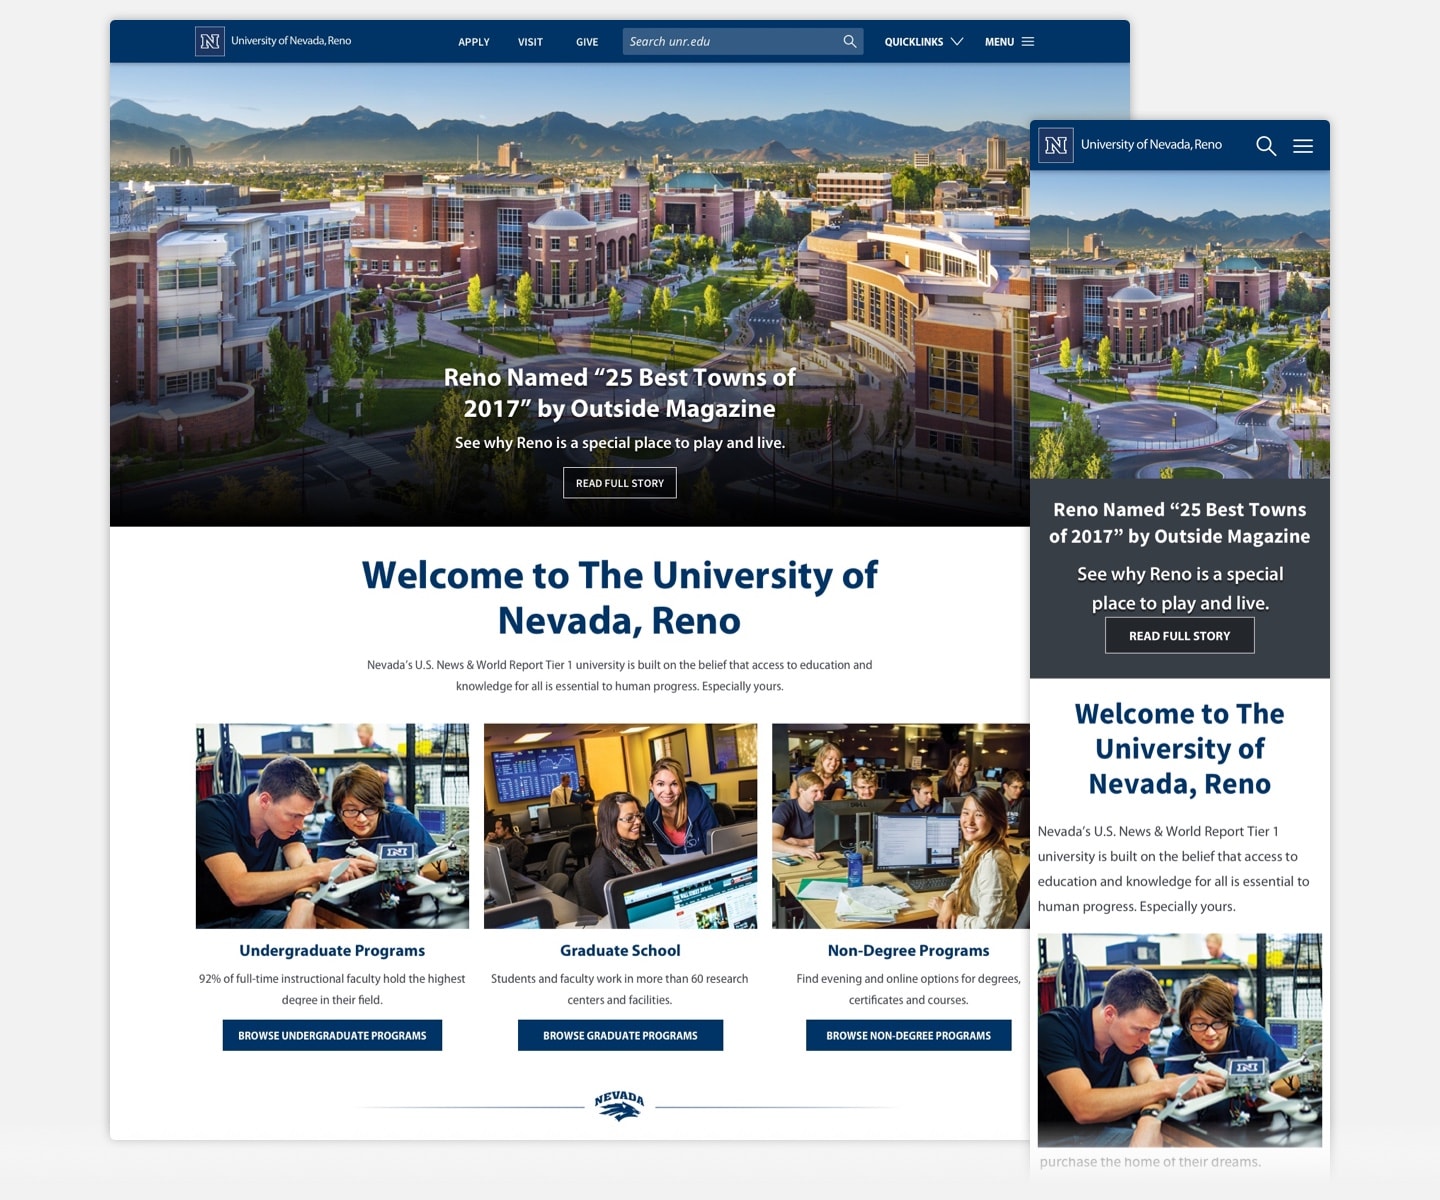 N University of Nevada, Reno
APPLY VISIT GIVE Search unr.edu QUICKLINKS MENU
Reno Named “25 Best Towns of
2017” by Outside Magazine
See why Reno is a special place to play and live.
READ FULL STORY
Welcome to The University of
Nevada, Reno
Nevada’s U.S. News & World Report Tier 1 university is built on the belief that access to education and
knowledge for all is essential to human progress. Especially yours.
N
Undergraduate Programs
92% of full-time instructional faculty hold the highest
degree in their field.
BROWSE UNDERGRADUATE PROGRAMS
THE WALL STREET JOURNAL
Graduate School
Students and faculty work in more than 60 research
centers and facilities.
BROWSE GRADUATE PROGRAMS
DELL
Non-Degree Programs
Find evening and online options for degrees,
certificates and courses.
BROWSE NON-DEGREE PROGRAMS
NEVADA
N University of Nevada, Reno
Reno Named “25 Best Towns
of 2017” by Outside Magazine
See why Reno is a special
place to play and live.
READ FULL STORY
Welcome to The
University of
Nevada, Reno
Nevada’s U.S. News & World Report Tier 1
university is built on the belief that access to
education and knowledge for all is essential to
human progress. Especially yours.
N
purchase the home of their dreams.